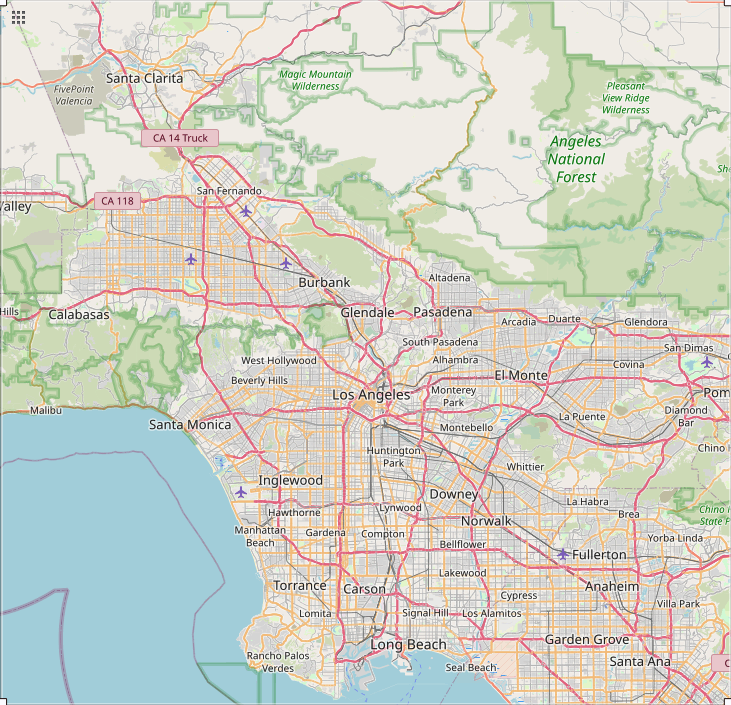 Santa Clarita
Magic Mountain
Wilderness
FivePoint
Valencia
Pleasant
View Ridge
Wilderness
CA 14 Truck
Angeles
National
Forest
Sh
San Fernando
CA 118
Valley
Burbank
Altadena
Hills
Calabasas
Glendale
Pasadena
Arcadia
Duarte
Glendora
South Pasadena
San Dimas
West Hollywood
Alhambra
Covina
Beverly Hills
El Monte
Los Angeles
Monterey
Park
Pom
Malibu
Santa Monica
Montebello
La Puente
Diamond
Bar
Huntington
Park
Chino
Whittier
Inglewood
Downey
La Habra
Hawthorne
Lynwood
Brea
Chino
State F
Norwalk
Manhattan
Beach
Gardena
Compton
Bellflower
Yorba Linda
Fullerton
Lakewood
Torrance
Carson
Anaheim
Cypress
Villa Park
Lomita
Signal Hill
Los Alamitos
Long Beach
Garden Grove
Rancho Palos
Verdes
Seal Beach
Santa Ana
C